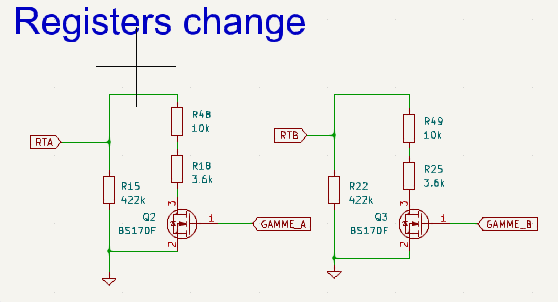 Registers change
R48
10k
RTA
R18
3.6k
R15
422k
3
Q2
BS170F
1
GAMME_A
2
R49
10k
RTB
R25
3.6k
R22
422k
3
Q3
BS170F
1
GAMME_B
2